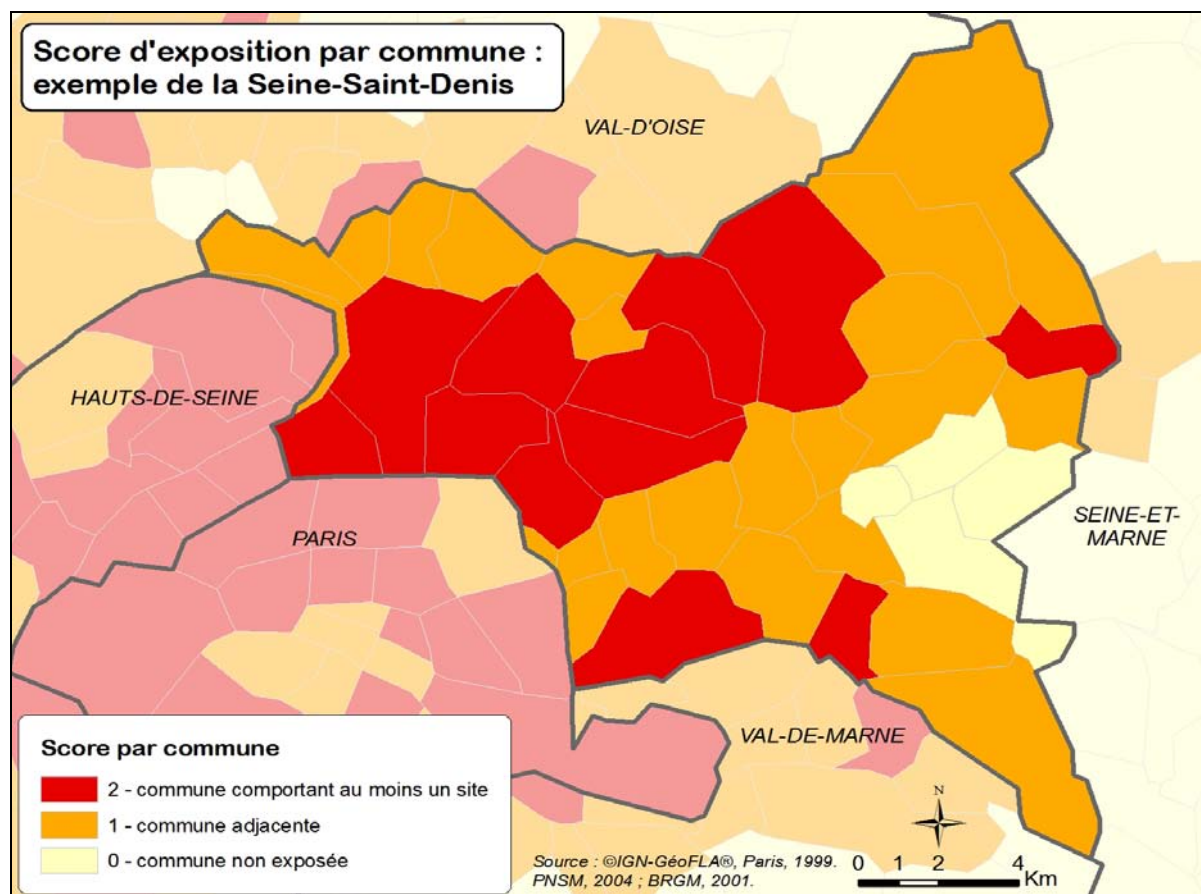 Score d'exposition par commune :
exemple de la Seine-Saint-Denis
VAL-D'OISE
HAUTS-DE-SEINE
PARIS
SEINE-ET-
MARNE
VAL-DE-MARNE
Score par commune
2 - commune comportant au moins un site
1 - commune adjacente
0 - commune non exposée
N
Source : ©IGN-GéoFLA®, Paris, 1999.
PNSM, 2004 ; BRGM, 2001.
0 1 2 4
Km